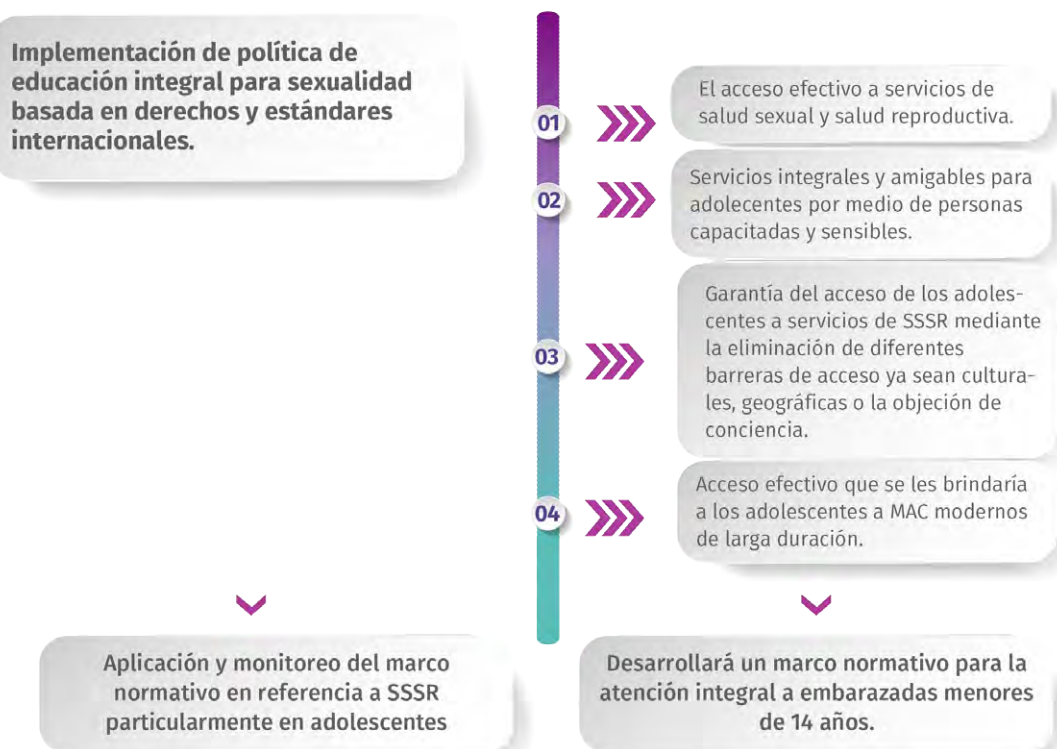 Implementación de política de
educación integral para sexualidad
basada en derechos y estándares
internacionales.
01
El acceso efectivo a servicios de
salud sexual y salud reproductiva.
02
Servicios integrales y amigables para
adolecentes por medio de personas
capacitadas y sensibles.
03
Garantía del acceso de los adoles-
centes a servicios de SSSR mediante
la eliminación de diferentes
barreras de acceso ya sean cultura-
les, geográficas o la objeción de
conciencia.
04
Acceso efectivo que se les brindaría
a los adolescentes a MAC modernos
de larga duración.
Aplicación y monitoreo del marco
normativo en referencia a SSSR
particularmente en adolescentes
Desarrollará un marco normativo para la
atención integral a embarazadas menores
de 14 años.